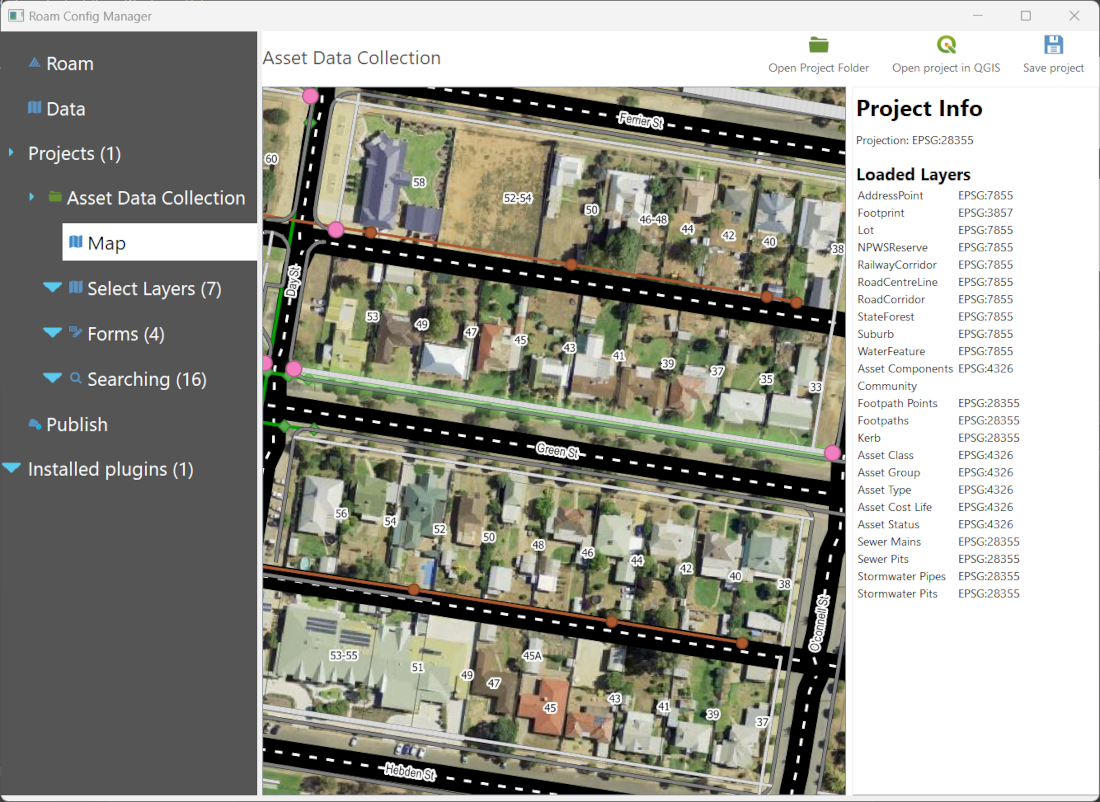 Roam Config Manager
Roam
Data
Projects (1)
Asset Data Collection
Map
Select Layers (7)
Forms (4)
Searching (16)
Publish
Installed plugins (1)
Asset Data Collection
Open Project Folder
Open project in QGIS
Save project
Ferrier St
60
58
52-54
50
46-48
44
42
40
38
Day St
53
49
47
45
43
41
39
37
35
33
Green St
56
54
52
50
48
46
44
42
40
38
O'connell St
53-55
51
49
47
45A
45
43
41
39
37
Hebden St
Project Info
Projection: EPSG:28355
Loaded Layers
AddressPoint EPSG:7855
Footprint EPSG:3857
Lot EPSG:7855
NPWSReserve EPSG:7855
RailwayCorridor EPSG:7855
RoadCentreLine EPSG:7855
RoadCorridor EPSG:7855
StateForest EPSG:7855
Suburb EPSG:7855
WaterFeature EPSG:7855
Asset Components EPSG:4326
Community
Footpath Points EPSG:28355
Footpaths EPSG:28355
Kerb EPSG:28355
Asset Class EPSG:4326
Asset Group EPSG:4326
Asset Type EPSG:4326
Asset Cost Life EPSG:4326
Asset Status EPSG:4326
Sewer Mains EPSG:28355
Sewer Pits EPSG:28355
Stormwater Pipes EPSG:28355
Stormwater Pits EPSG:28355